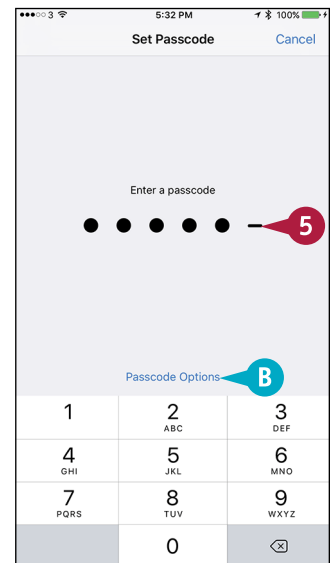 3 5:32 PM 100%
Set Passcode Cancel
Enter a passcode
5
Passcode Options B
1 2 3
ABC DEF
4 5 6
GHI JKL MNO
7 8 9
PQRS TUV WXYZ
0